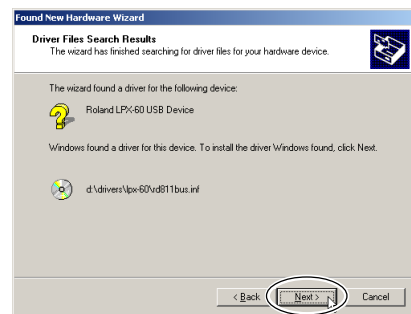 Found New Hardware Wizard
Driver Files Search Results
The wizard has finished searching for driver files for your hardware device.
The wizard found a driver for the following device:
Roland LPX-60 USB Device
Windows found a driver for this device. To install the driver Windows found, click Next.
d:\drivers\lpx-60\rd811bus.inf
< Back Next > Cancel